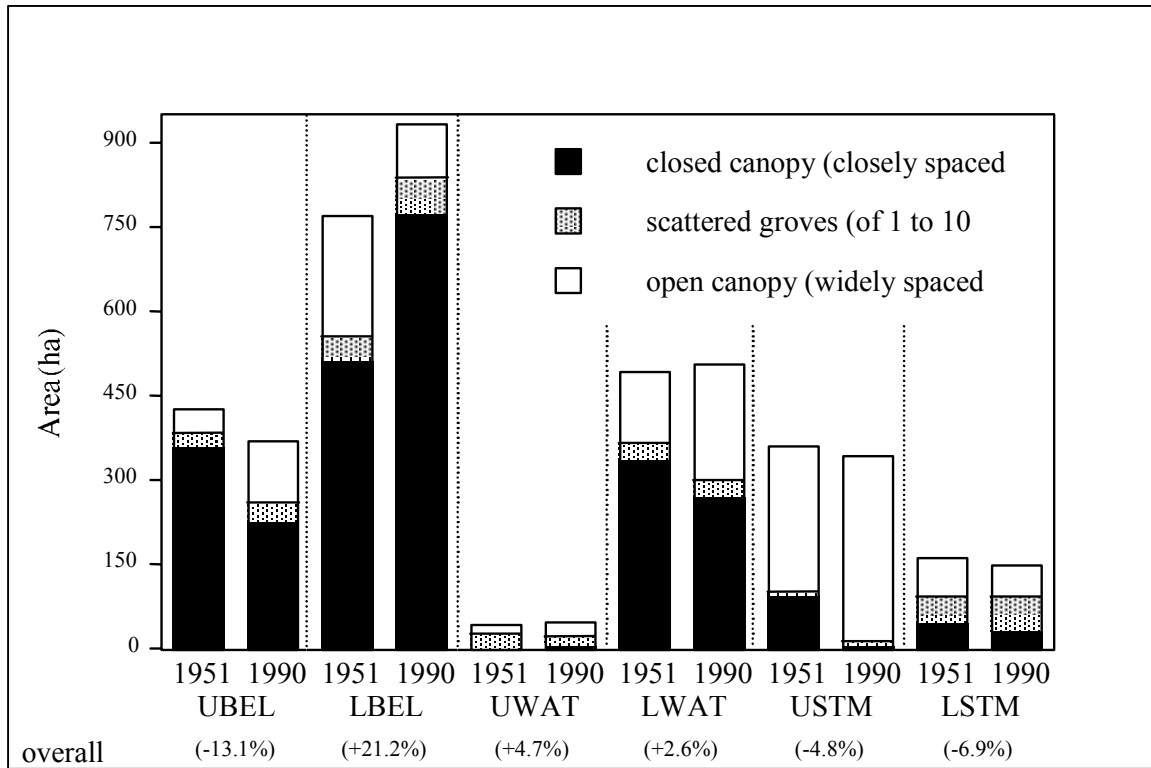 900
750
600
450
300
150
0
Area(ha)
closed canopy (closely spaced
scattered groves (of 1 to 10
open canopy (widely spaced
1951 1990 1951 1990 1951 1990 1951 1990 1951 1990 1951 1990
UBEL LBEL UWAT LWAT USTM LSTM
overall (-13.1%) (+21.2%) (+4.7%) (+2.6%) (-4.8%) (-6.9%)